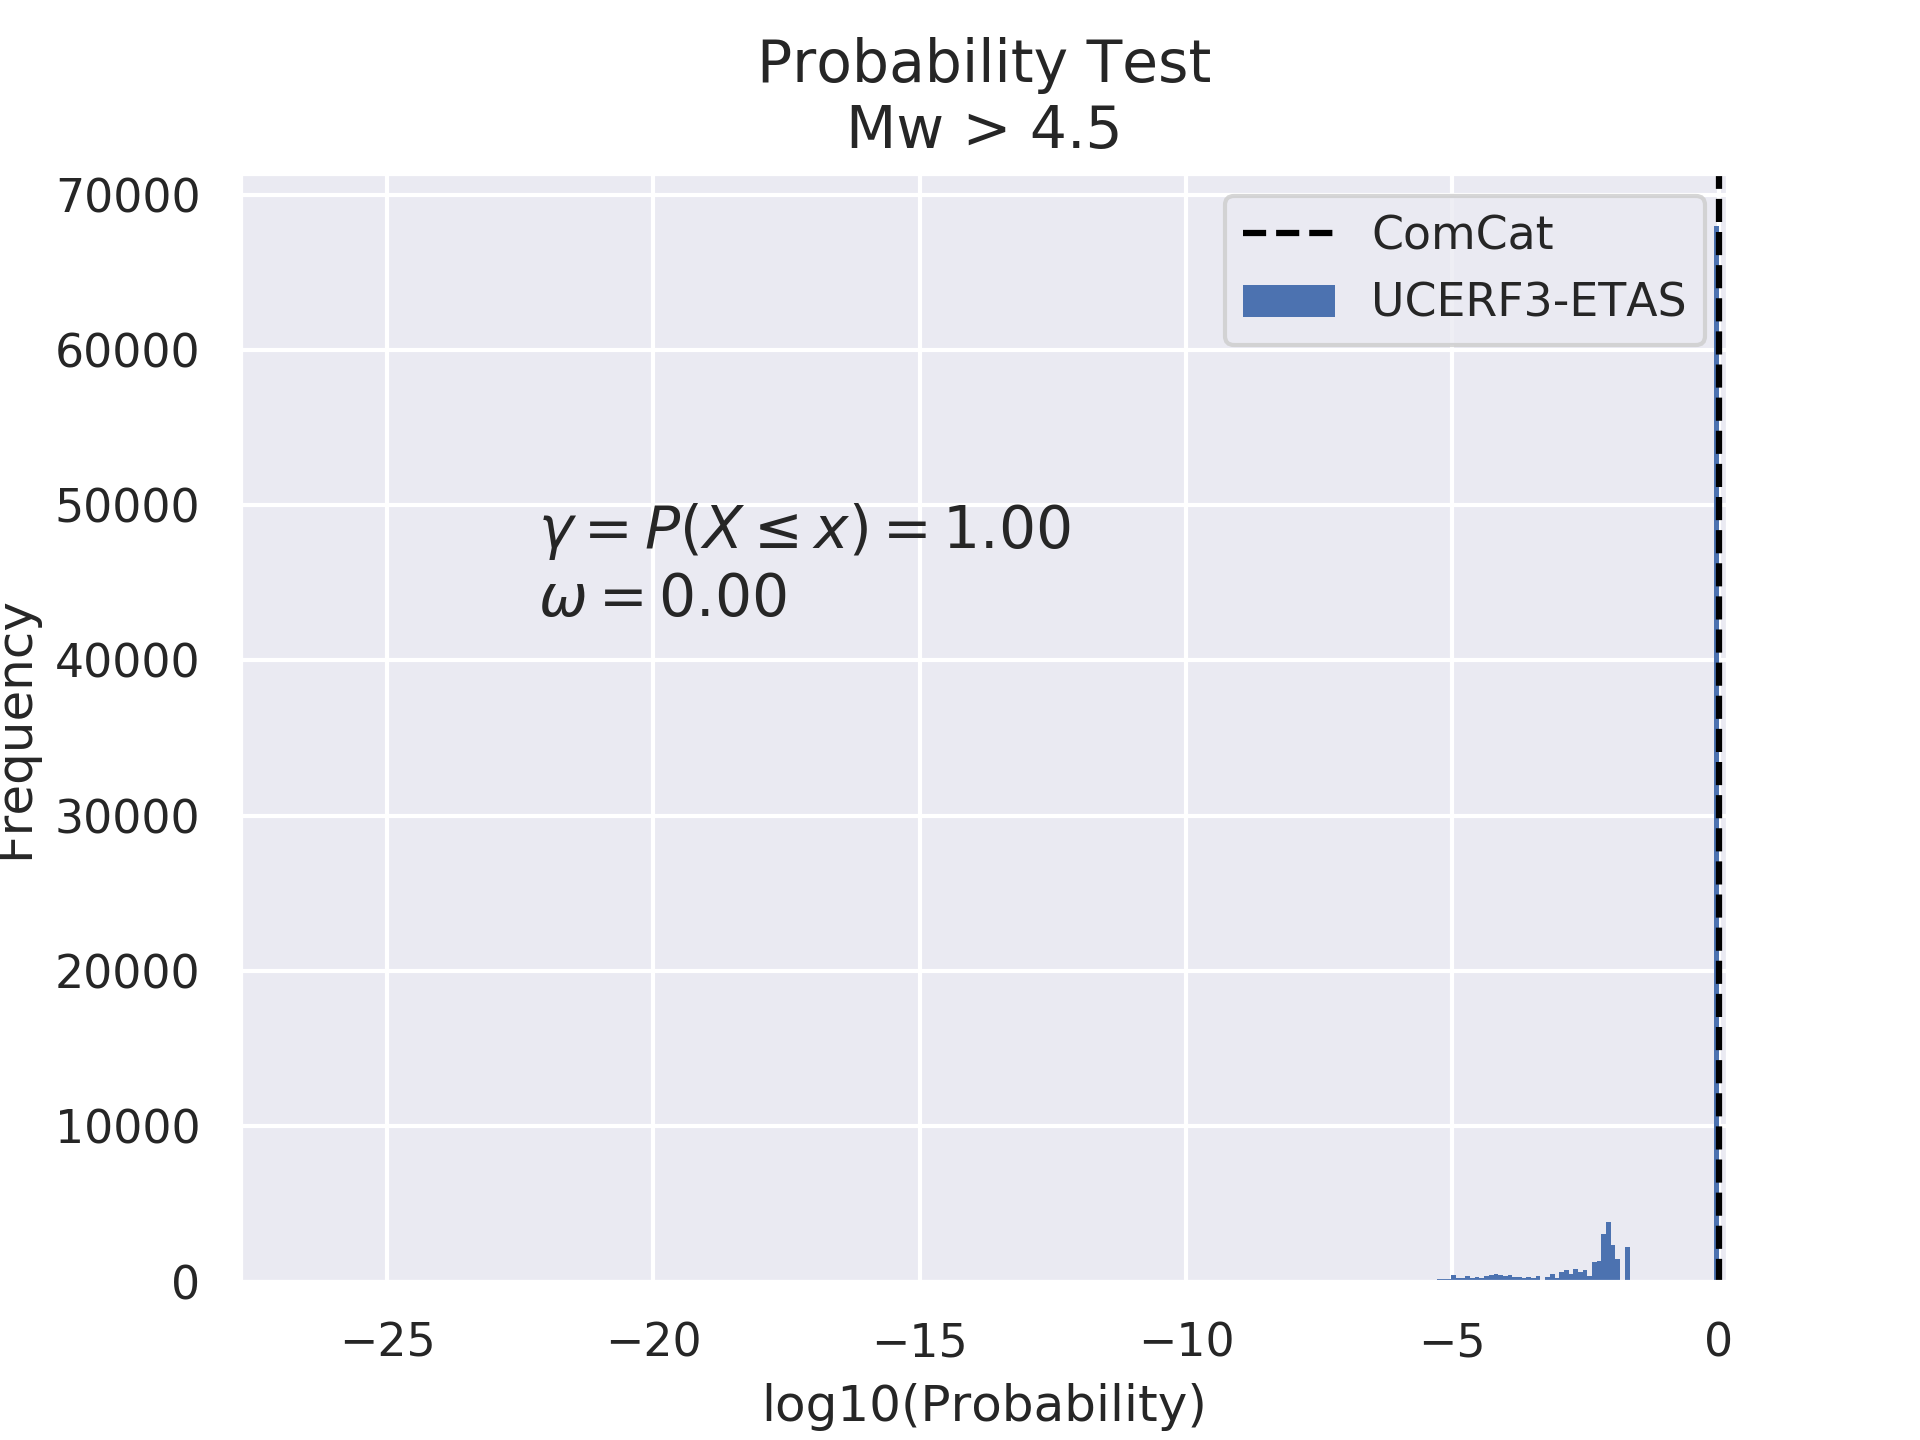 Probability Test
Mw > 4.5
70000
60000
50000
40000
30000
20000
10000
0
Frequency
ComCat
UCERF3-ETAS
γ = P(X ≤ x) = 1.00
ω = 0.00
−25 −20 −15 −10 −5 0
log10(Probability)